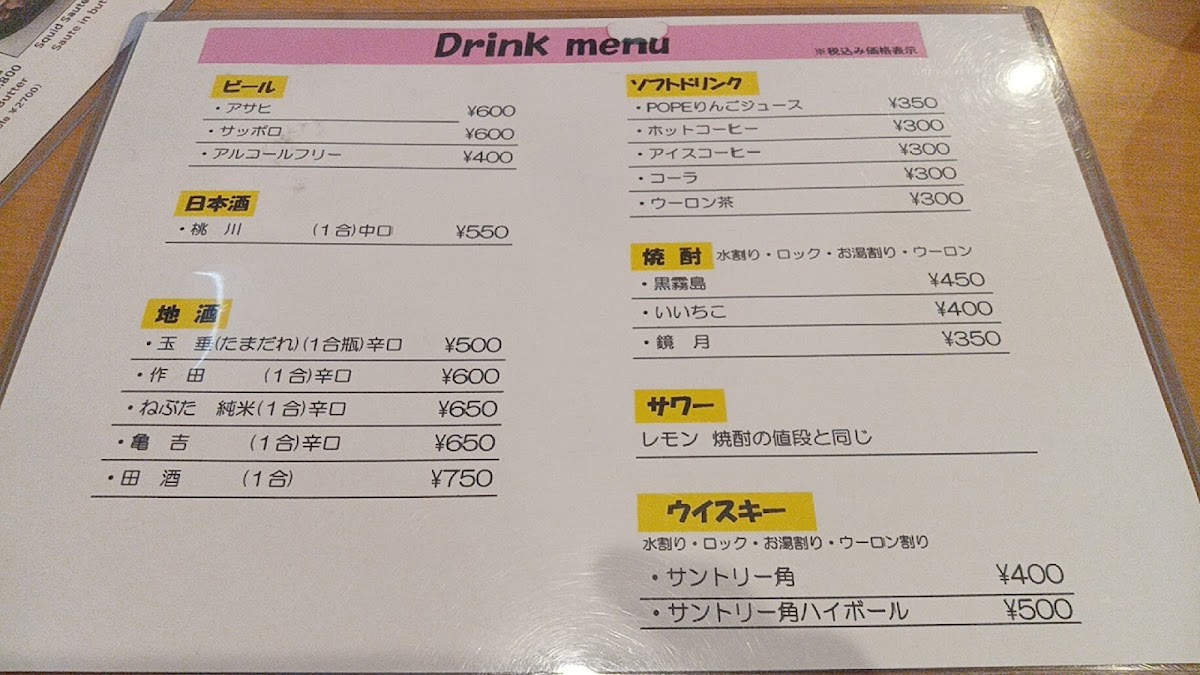 Squid Saute
Saute in but
,800
Butter
ble ¥2700)
Drink menu
※税込み価格表示
ビール
・アサヒ ¥600
・サッポロ ¥600
・アルコールフリー ¥400
日本酒
・桃 川 (1合)中口 ¥550
地 酒
・玉 垂(たまだれ)(1合瓶)辛口 ¥500
・作 田 (1合)辛口 ¥600
・ねぶた 純米(1合)辛口 ¥650
・亀 吉 (1合)辛口 ¥650
・田 酒 (1合) ¥750
ソフトドリンク
・POPEりんごジュース ¥350
・ホットコーヒー ¥300
・アイスコーヒー ¥300
・コーラ ¥300
・ウーロン茶 ¥300
焼 酎 水割り・ロック・お湯割り・ウーロン
・黒霧島 ¥450
・いいちこ ¥400
・鏡 月 ¥350
サワー
レモン 焼酎の値段と同じ
ウイスキー
水割り・ロック・お湯割り・ウーロン割り
・サントリー角 ¥400
・サントリー角ハイボール ¥500